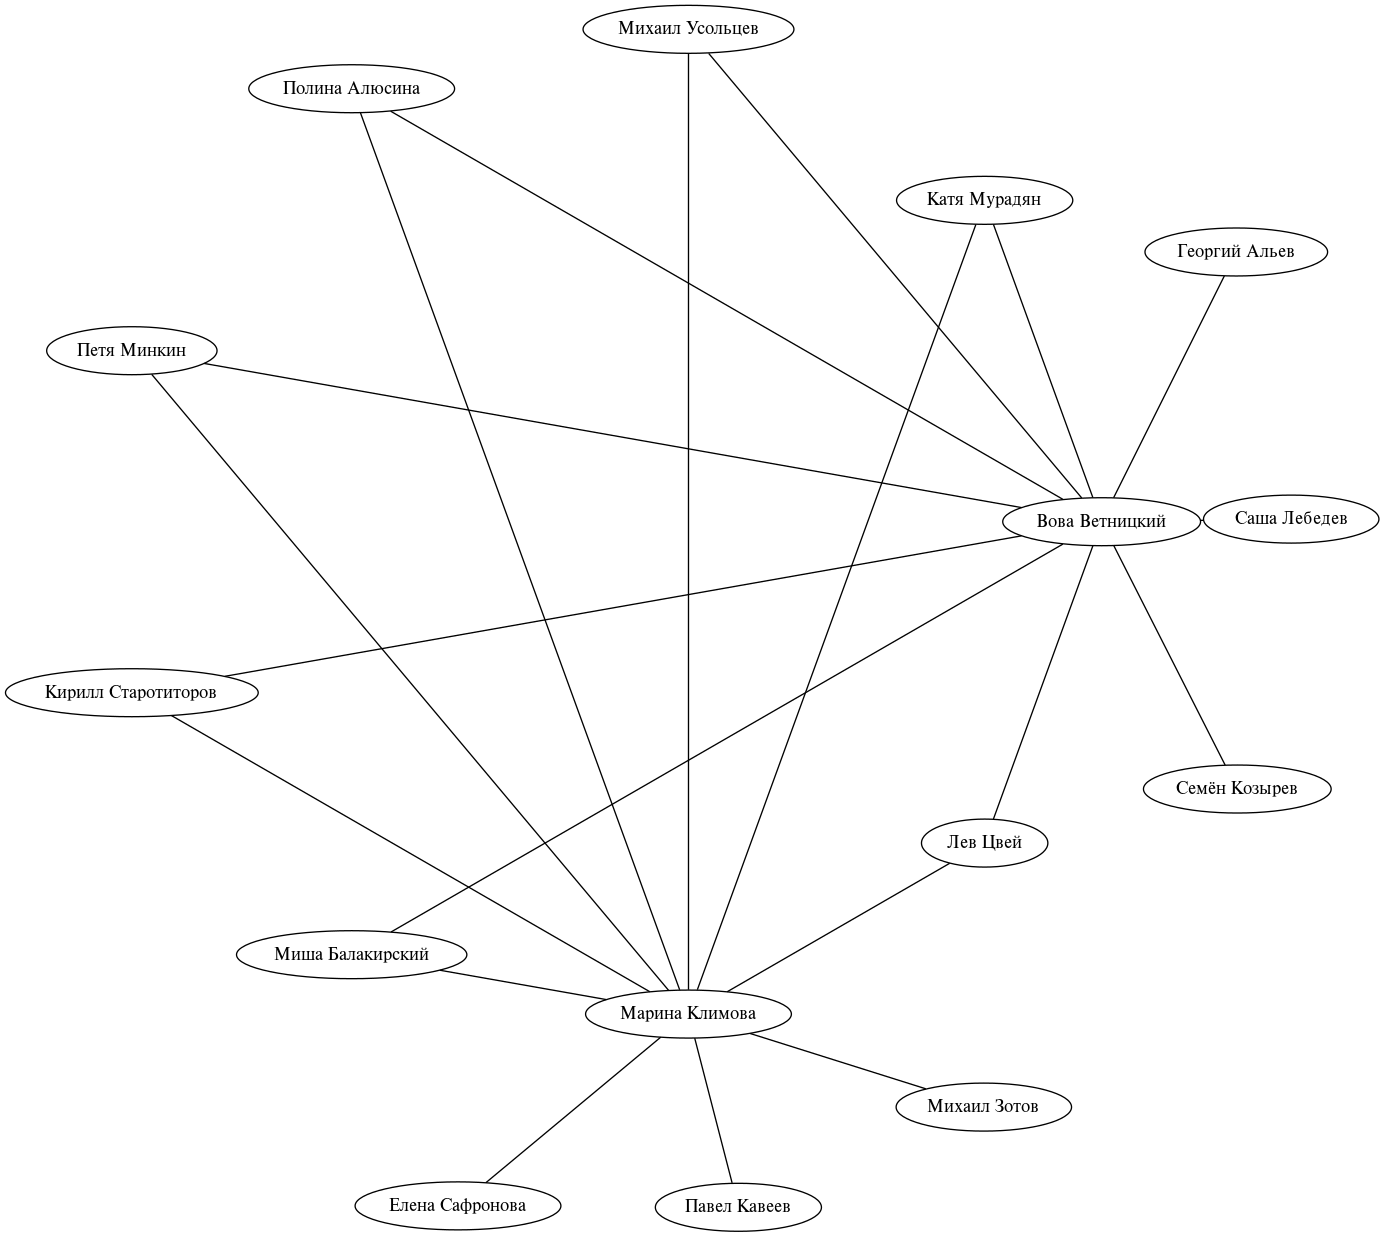 Михаил Усольцев
Полина Алюсина
Катя Мурадян
Георгий Альев
Петя Минкин
Вова Ветницкий
Саша Лебедев
Кирилл Старотиторов
Семён Козырев
Лев Цвей
Миша Балакирский
Марина Климова
Михаил Зотов
Елена Сафронова
Павел Кавеев